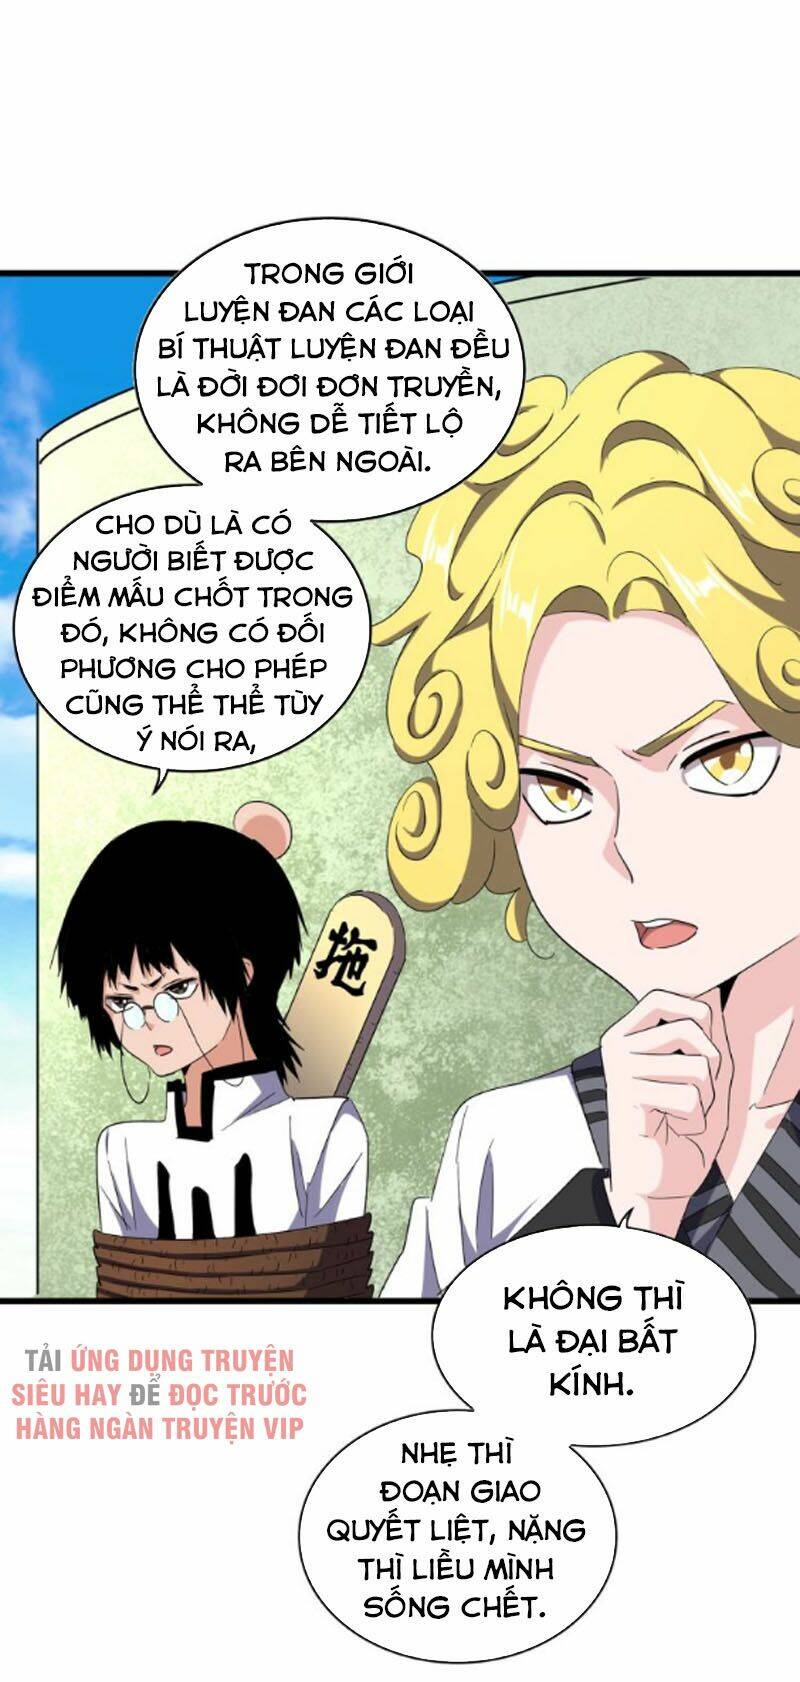 TRONG GIỚI
LUYỆN ĐAN CÁC LOẠI
BÍ THUẬT LUYỆN ĐAN ĐỀU
LÀ ĐỜI ĐƠI ĐƠN TRUYỀN,
KHÔNG DỄ TIẾT LỘ
RA BÊN NGOÀI.
CHO DÙ LÀ CÓ
NGƯỜI BIẾT ĐƯỢC
ĐIỂM MẤU CHỐT TRONG
ĐÓ, KHÔNG CÓ ĐỐI
PHƯƠNG CHO PHÉP
CŨNG THỂ THỂ TÙY
Ý NÓI RA,
拖
M
KHÔNG THÌ
LÀ ĐẠI BẤT
KÍNH.
TẢI ỨNG DỤNG TRUYỆN
SIÊU HAY ĐỂ ĐỌC TRƯỚC
HÀNG NGÀN TRUYỆN VIP
NHẸ THÌ
ĐOẠN GIAO
QUYẾT LIỆT, NẶNG
THÌ LIỀU MÌNH
SỐNG CHẾT.